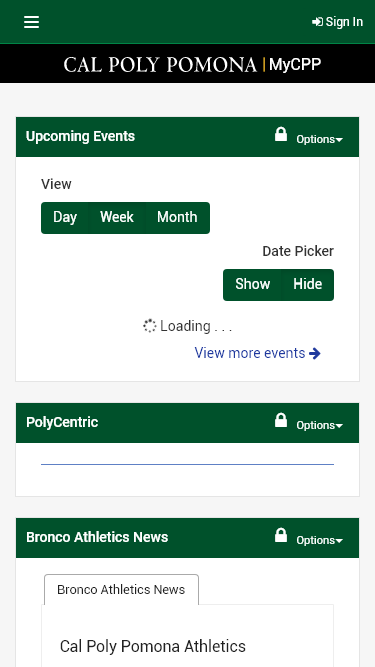 Sign In
CAL POLY POMONA | MyCPP
Upcoming Events
Options
View
Day Week Month
Date Picker
Show Hide
Loading . . .
View more events
PolyCentric
Options
Bronco Athletics News
Options
Bronco Athletics News
Cal Poly Pomona Athletics